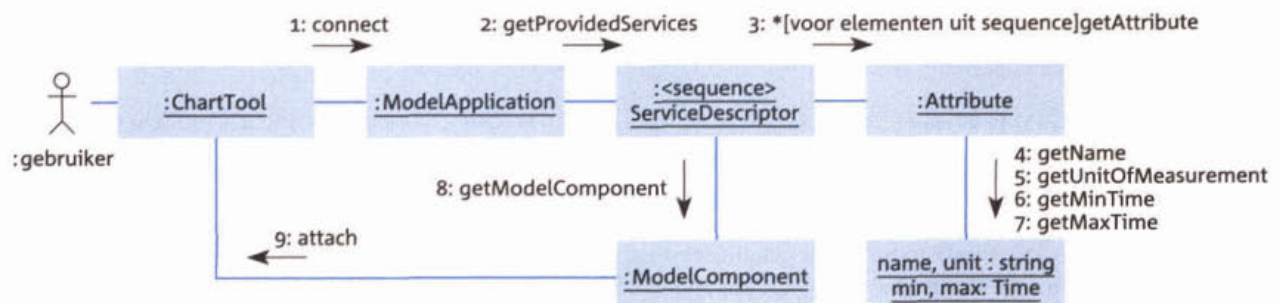 1: connect
2: getProvidedServices
3: *[voor elementen uit sequence]getAttribute
:gebruiker
:ChartTool
:ModelApplication
:<sequence>
ServiceDescriptor
:Attribute
4: getName
5: getUnitOfMeasurement
6: getMinTime
7: getMaxTime
8: getModelComponent
9: attach
:ModelComponent
name, unit : string
min, max: Time